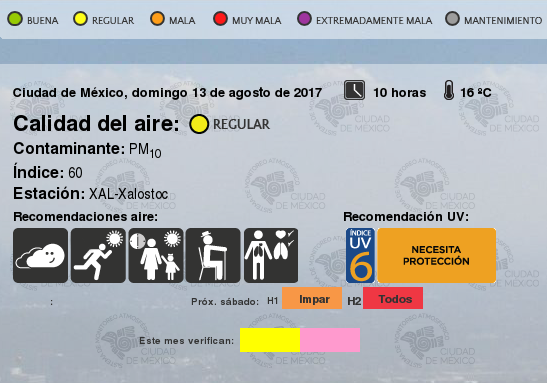 BUENA REGULAR MALA MUY MALA EXTREMADAMENTE MALA MANTENIMIENTO
Ciudad de México, domingo 13 de agosto de 2017 10 horas 16 ºC
Calidad del aire: REGULAR
Contaminante: PM10
Índice: 60
Estación: XAL-Xalostoc
Recomendaciones aire: Recomendación UV:
ÍNDICE
UV
6
NECESITA
PROTECCIÓN
: Próx. sábado: H1 Impar H2 Todos
Este mes verifican:
CIUDAD
DE MÉXICO